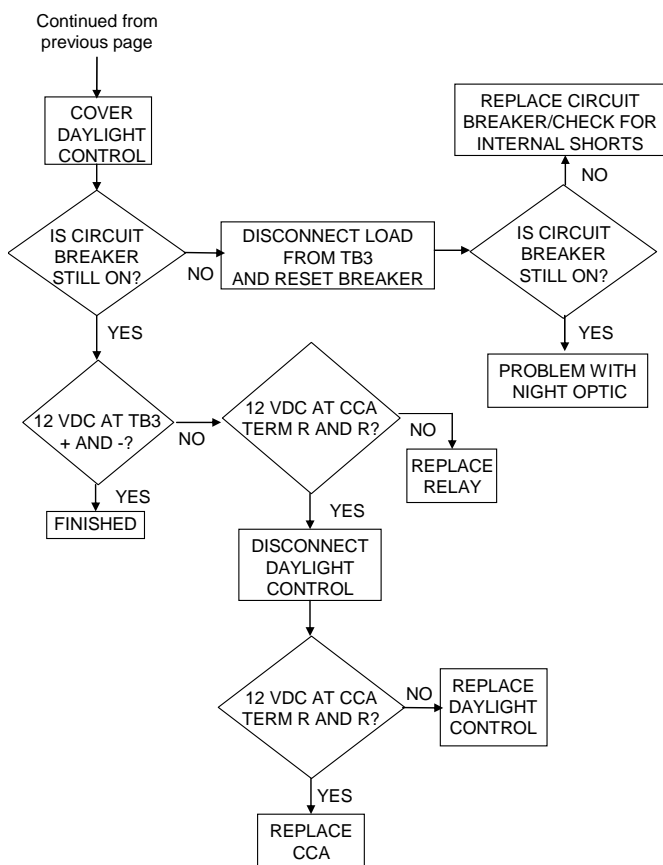 Continued from
previous page
COVER
DAYLIGHT
CONTROL
REPLACE CIRCUIT
BREAKER/CHECK FOR
INTERNAL SHORTS
NO
IS CIRCUIT
BREAKER
STILL ON?
NO
DISCONNECT LOAD
FROM TB3
AND RESET BREAKER
IS CIRCUIT
BREAKER
STILL ON?
YES
YES
PROBLEM WITH
NIGHT OPTIC
12 VDC AT TB3
+ AND -?
NO
12 VDC AT CCA
TERM R AND R?
NO
REPLACE
RELAY
YES
FINISHED
YES
DISCONNECT
DAYLIGHT
CONTROL
12 VDC AT CCA
TERM R AND R?
NO
REPLACE
DAYLIGHT
CONTROL
YES
REPLACE
CCA